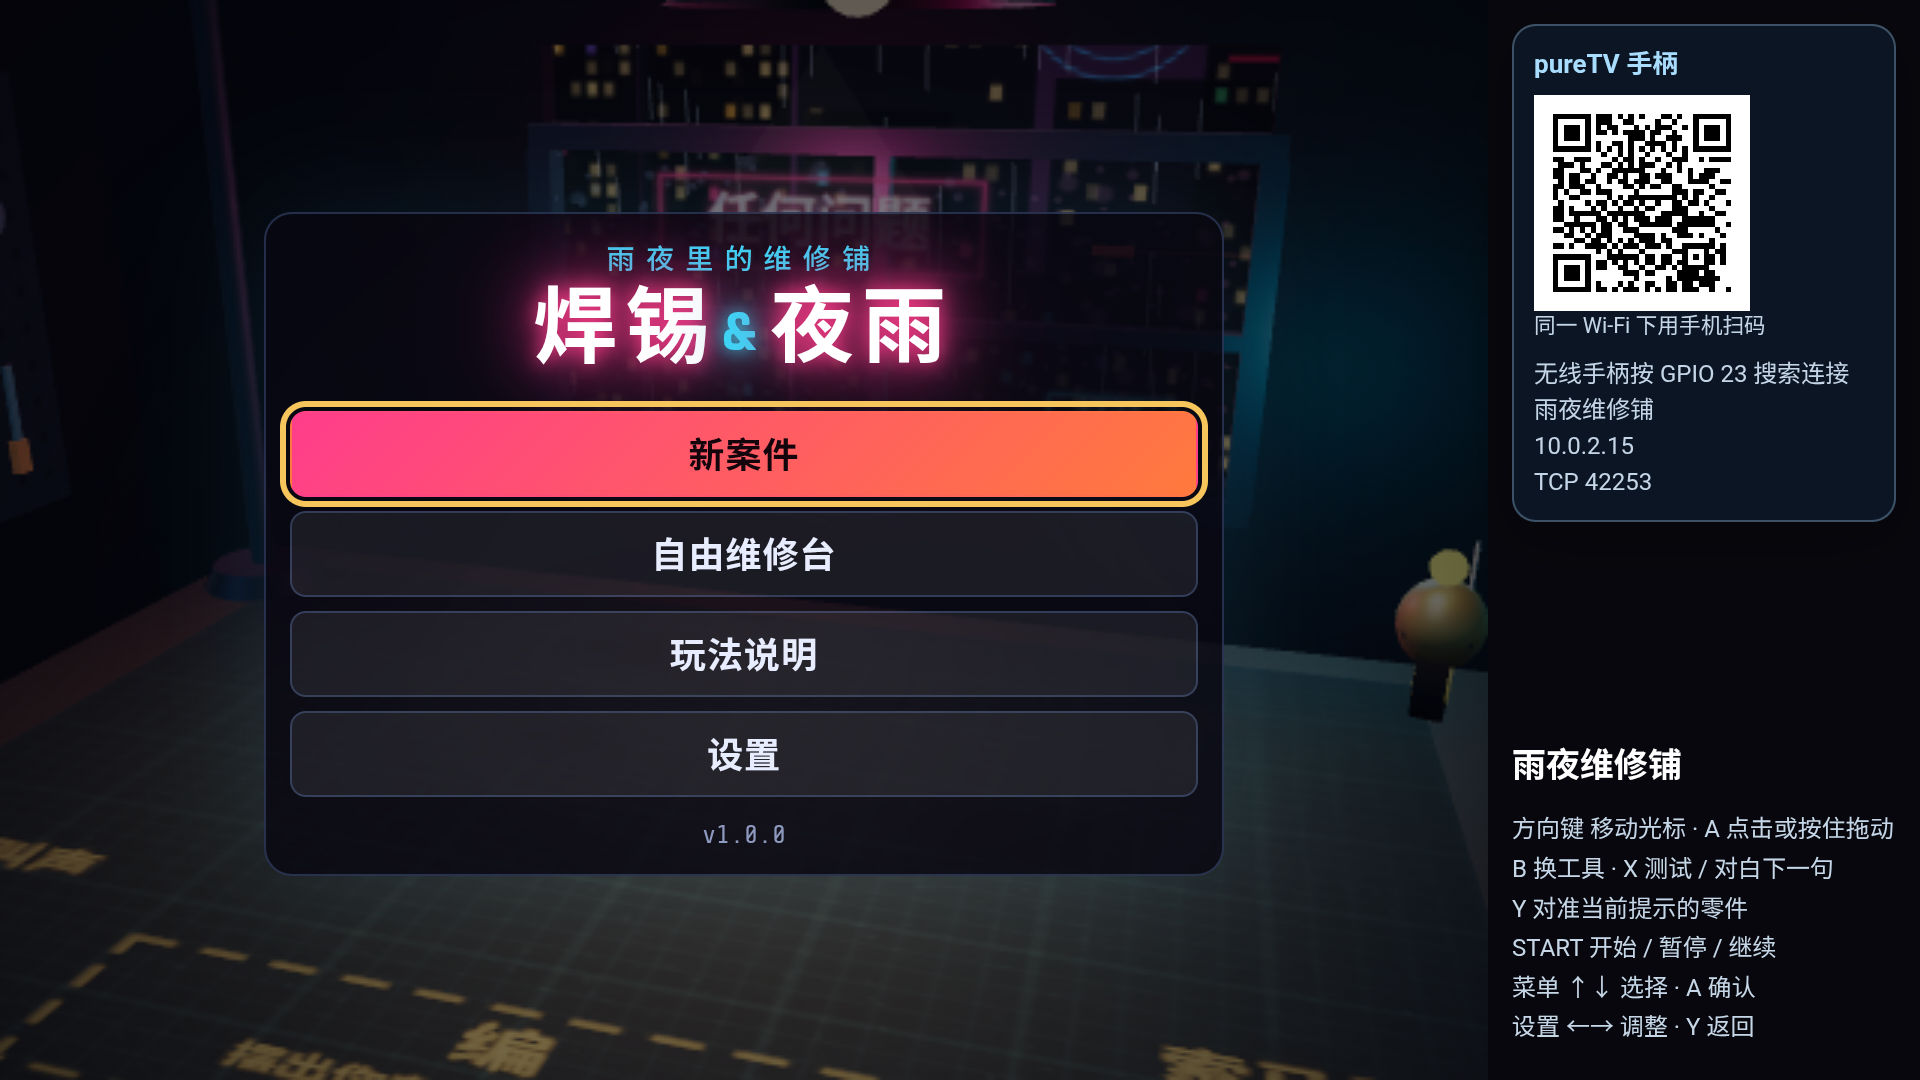 任何问题
雨夜里的维修铺
焊锡&夜雨
新案件
自由维修台
玩法说明
设置
v1.0.0
编
pureTV 手柄
同一 Wi-Fi 下用手机扫码
无线手柄按 GPIO 23 搜索连接
雨夜维修铺
10.0.2.15
TCP 42253
雨夜维修铺
方向键 移动光标 · A 点击或按住拖动
B 换工具 · X 测试 / 对白下一句
Y 对准当前提示的零件
START 开始 / 暂停 / 继续
菜单 ↑↓ 选择 · A 确认
设置 ←→ 调整 · Y 返回